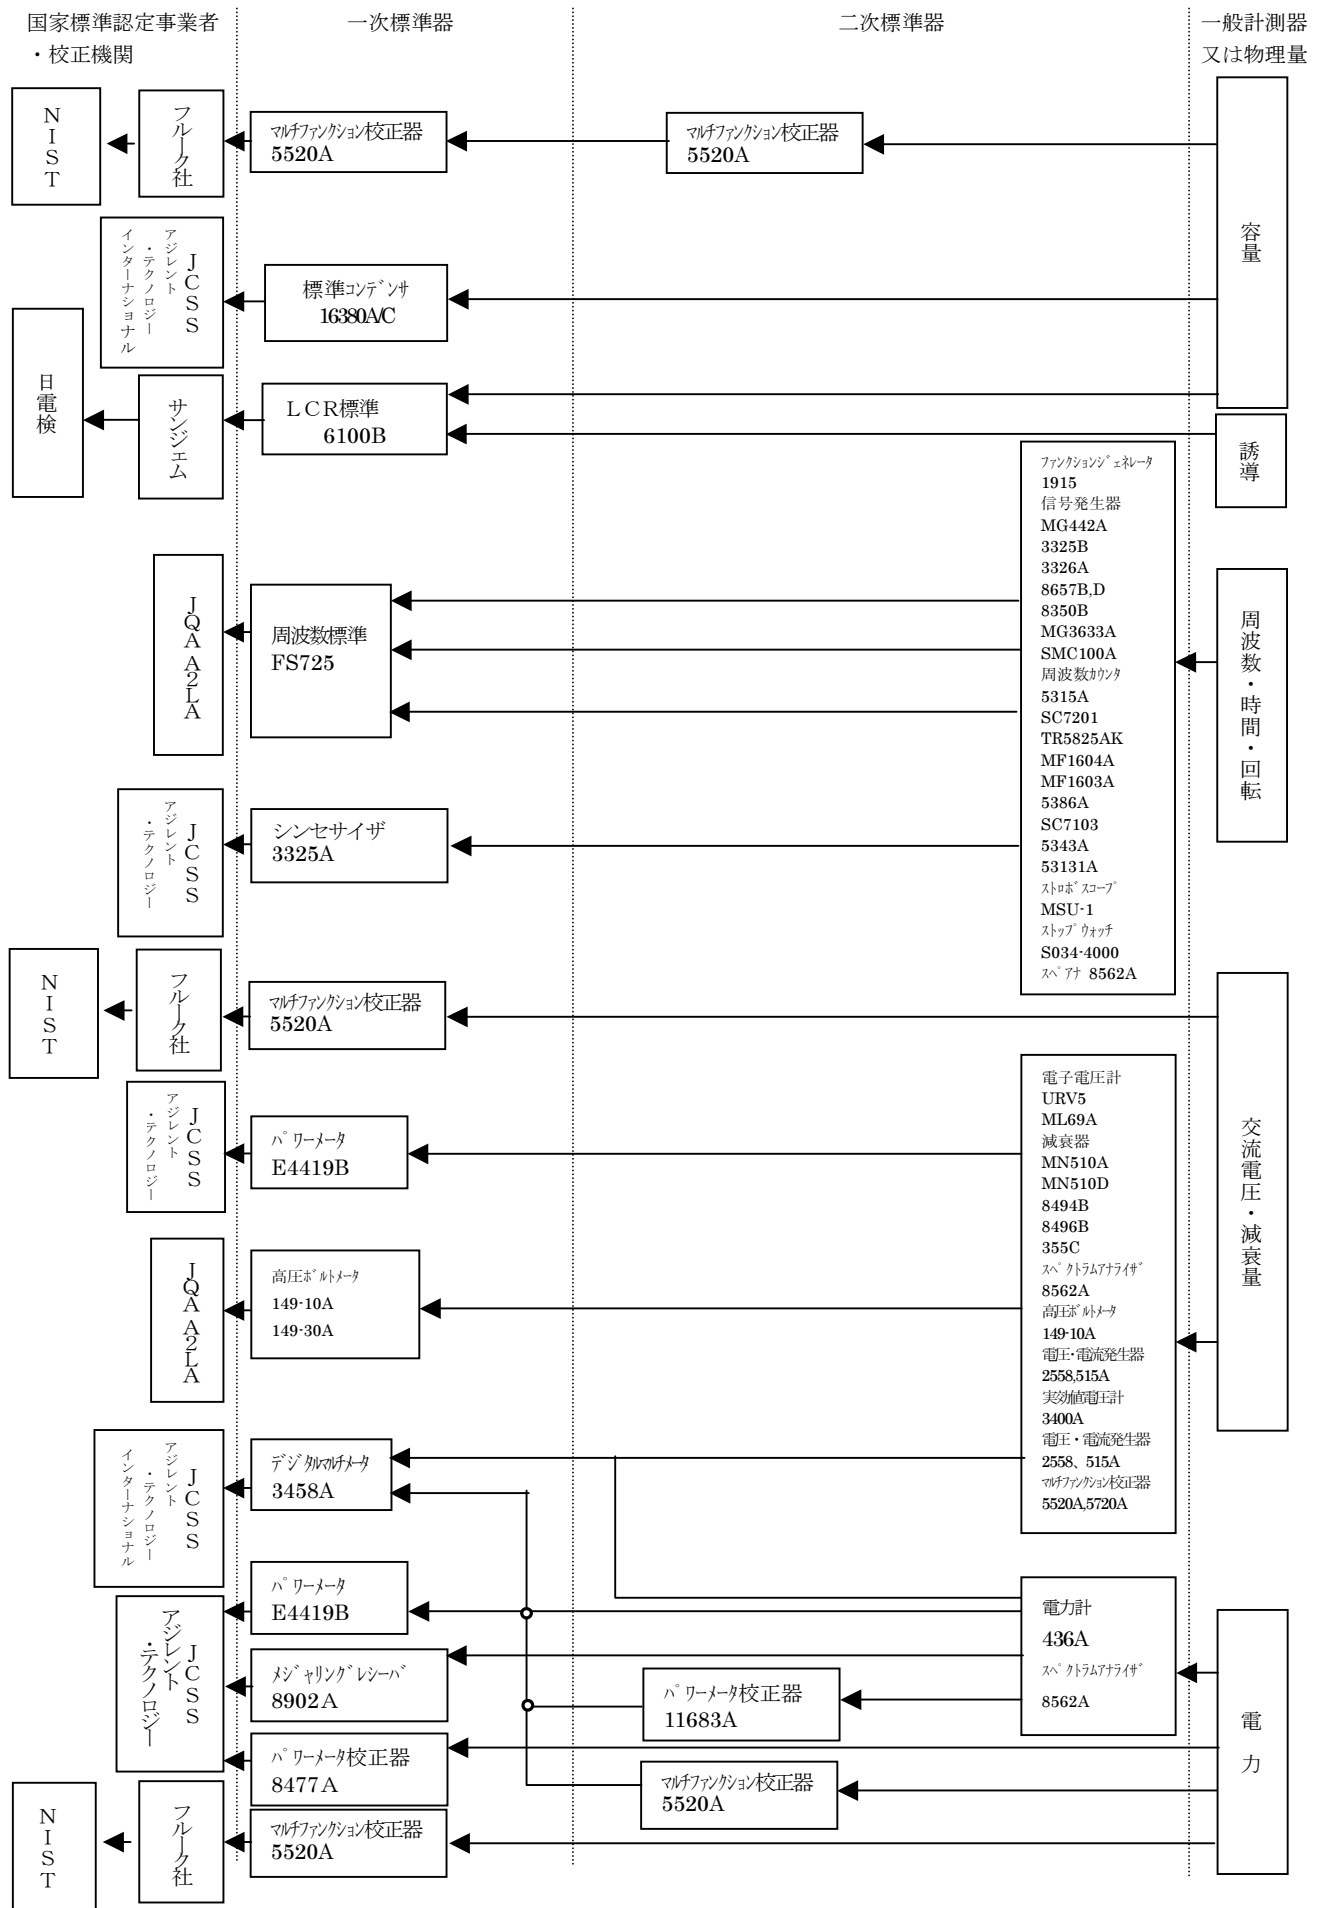 国家標準認定事業者
・校正機関
一次標準器
二次標準器
一般計測器
又は物理量
NIST
フルーク社
マルチファンクション校正器
5520A
マルチファンクション校正器
5520A
容量
JCSS
アジレント
・テクノロジー
インターナショナル
標準コンデンサ
16380A/C
日電検
サンジェム
LCR標準
6100B
誘導
ファンクションジェネレータ
1915
信号発生器
MG442A
3325B
3326A
8657B,D
8350B
MG3633A
SMC100A
周波数カウンタ
5315A
SC7201
TR5825AK
MF1604A
MF1603A
5386A
SC7103
5343A
53131A
ストロボスコープ
MSU-1
ストップウォッチ
S034-4000
スペアナ 8562A
JQA A2LA
周波数標準
FS725
周波数・時間・回転
JCSS
アジレント
・テクノロジー
シンセサイザ
3325A
NIST
フルーク社
マルチファンクション校正器
5520A
交流電圧・減衰量
電子電圧計
URV5
ML69A
減衰器
MN510A
MN510D
8494B
8496B
355C
スペクトラムアナライザ
8562A
高圧ボルトメータ
149-10A
電圧・電流発生器
2558,515A
実効値電圧計
3400A
電圧・電流発生器
2558、515A
マルチファンクション校正器
5520A,5720A
JCSS
アジレント
・テクノロジー
パワーメータ
E4419B
JQA A2LA
高圧ボルトメータ
149-10A
149-30A
JCSS
アジレント
・テクノロジー
インターナショナル
デジタルマルチメータ
3458A
パワーメータ
E4419B
電力計
436A
スペクトラムアナライザ
8562A
電力
JCSS
アジレント
・テクノロジー
メジャリングレシーバ
8902A
パワーメータ校正器
11683A
パワーメータ校正器
8477A
マルチファンクション校正器
5520A
NIST
フルーク社
マルチファンクション校正器
5520A